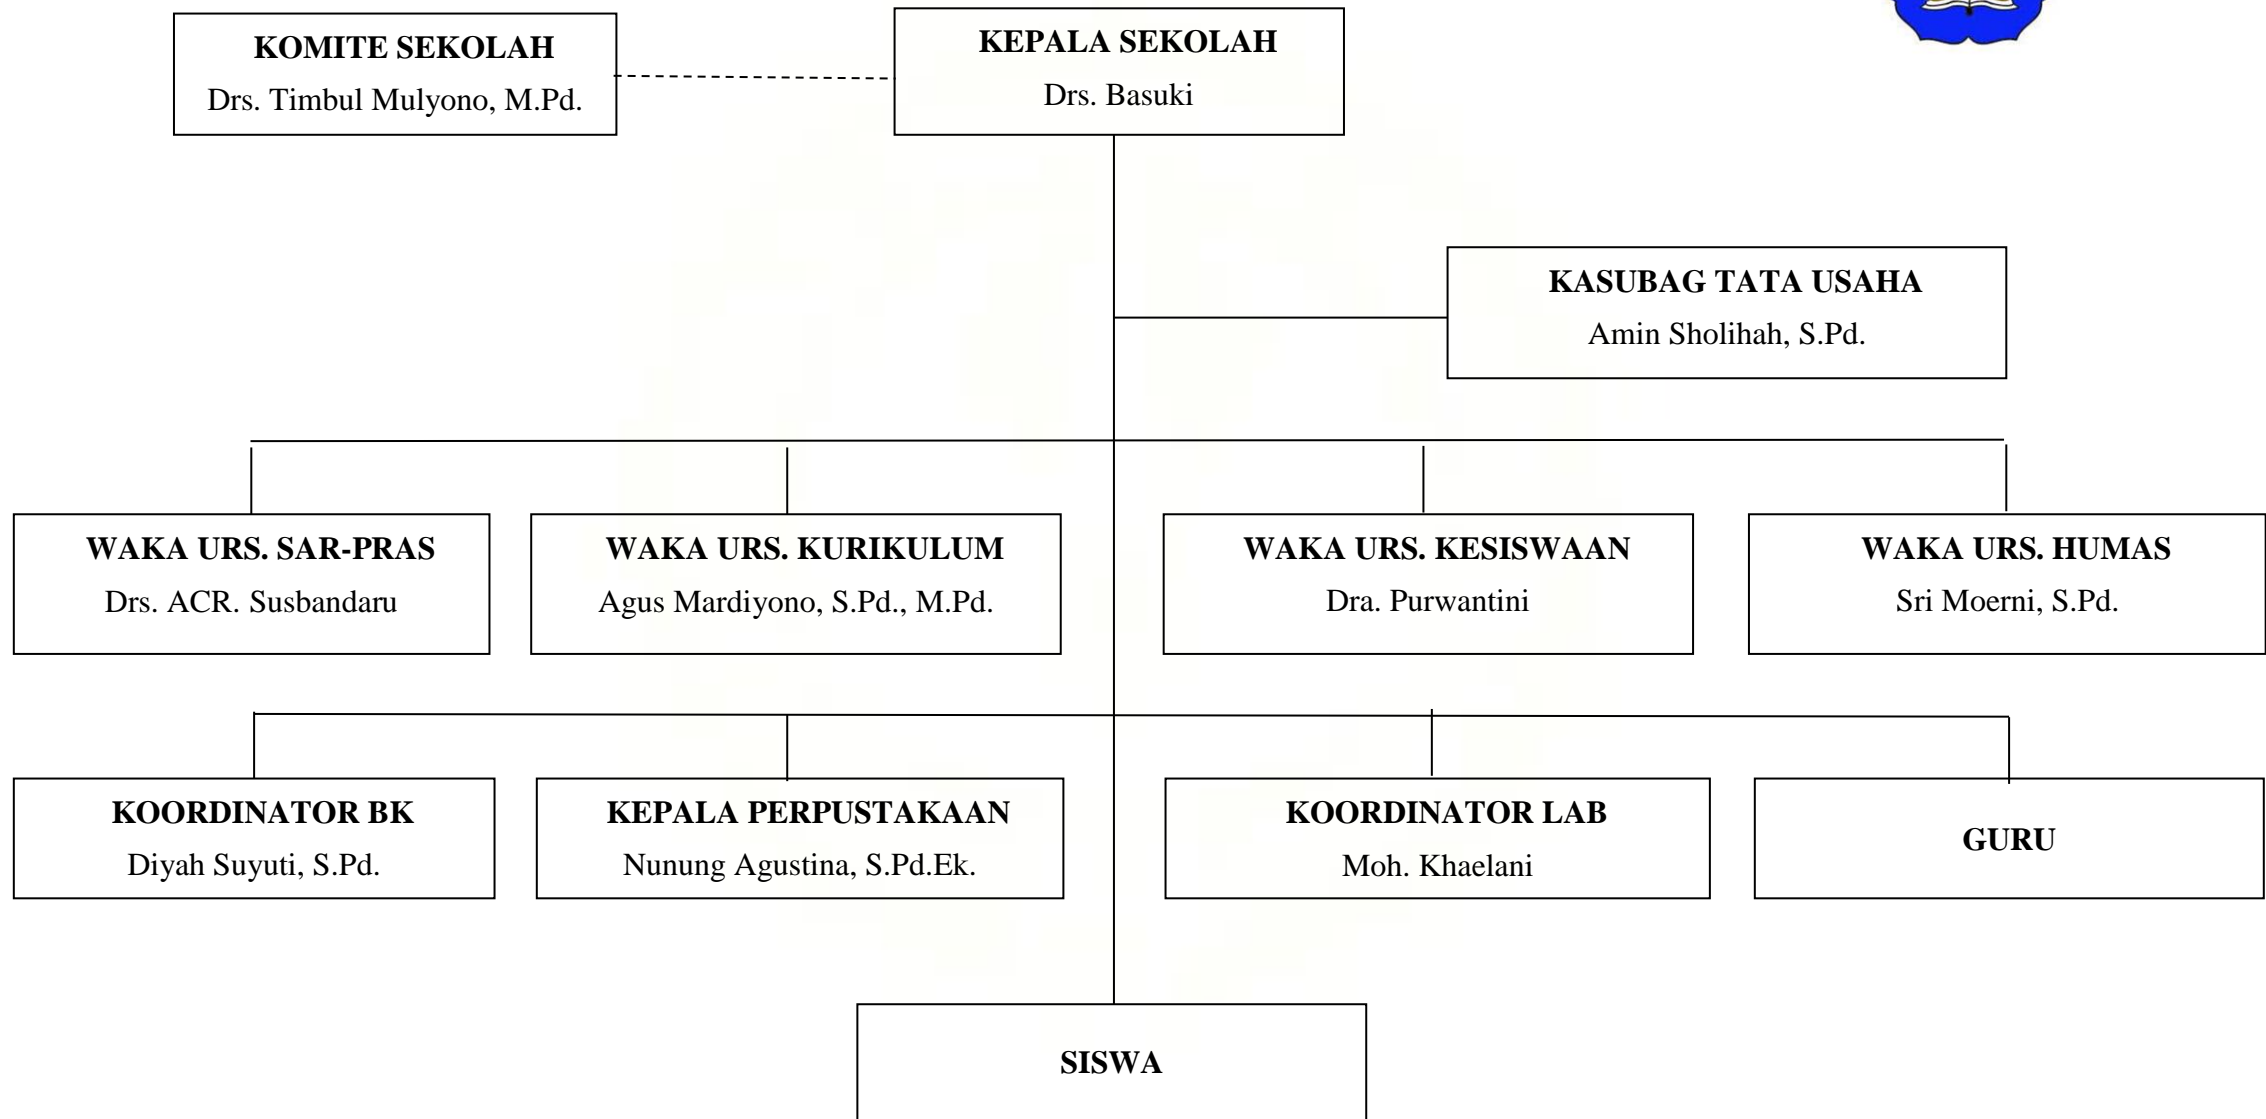 KOMITE SEKOLAH
Drs. Timbul Mulyono, M.Pd.
KEPALA SEKOLAH
Drs. Basuki
KASUBAG TATA USAHA
Amin Sholihah, S.Pd.
WAKA URS. SAR-PRAS
Drs. ACR. Susbandaru
WAKA URS. KURIKULUM
Agus Mardiyono, S.Pd., M.Pd.
WAKA URS. KESISWAAN
Dra. Purwantini
WAKA URS. HUMAS
Sri Moerni, S.Pd.
KOORDINATOR BK
Diyah Suyuti, S.Pd.
KEPALA PERPUSTAKAAN
Nunung Agustina, S.Pd.Ek.
KOORDINATOR LAB
Moh. Khaelani
GURU
SISWA